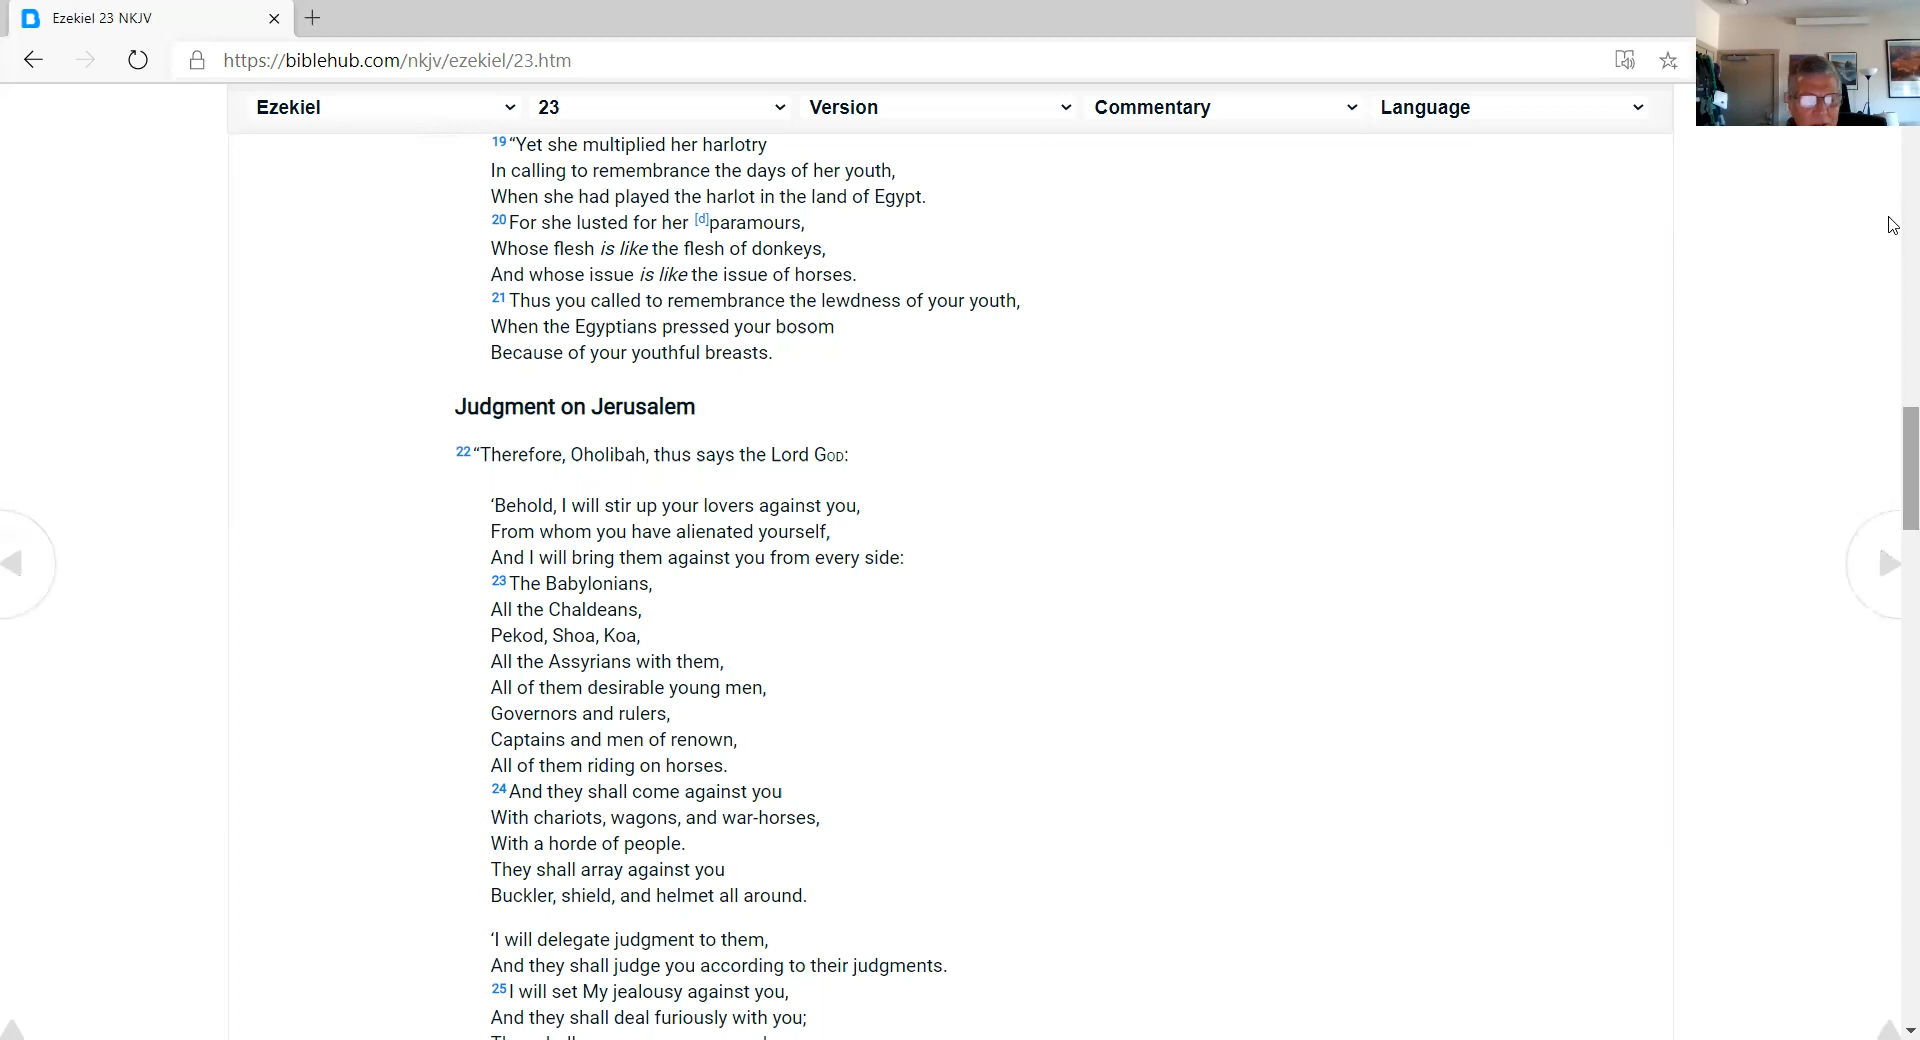 Ezekiel 23 NKJV
https://biblehub.com/nkjv/ezekiel/23.htm
Ezekiel 23 Version Commentary Language
19 “Yet she multiplied her harlotry
In calling to remembrance the days of her youth,
When she had played the harlot in the land of Egypt.
20 For she lusted for her [d]paramours,
Whose flesh is like the flesh of donkeys,
And whose issue is like the issue of horses.
21 Thus you called to remembrance the lewdness of your youth,
When the Egyptians pressed your bosom
Because of your youthful breasts.
Judgment on Jerusalem
22 “Therefore, Oholibah, thus says the Lord GOD:
‘Behold, I will stir up your lovers against you,
From whom you have alienated yourself,
And I will bring them against you from every side:
23 The Babylonians,
All the Chaldeans,
Pekod, Shoa, Koa,
All the Assyrians with them,
All of them desirable young men,
Governors and rulers,
Captains and men of renown,
All of them riding on horses.
24 And they shall come against you
With chariots, wagons, and war-horses,
With a horde of people.
They shall array against you
Buckler, shield, and helmet all around.
‘I will delegate judgment to them,
And they shall judge you according to their judgments.
25 I will set My jealousy against you,
And they shall deal furiously with you;